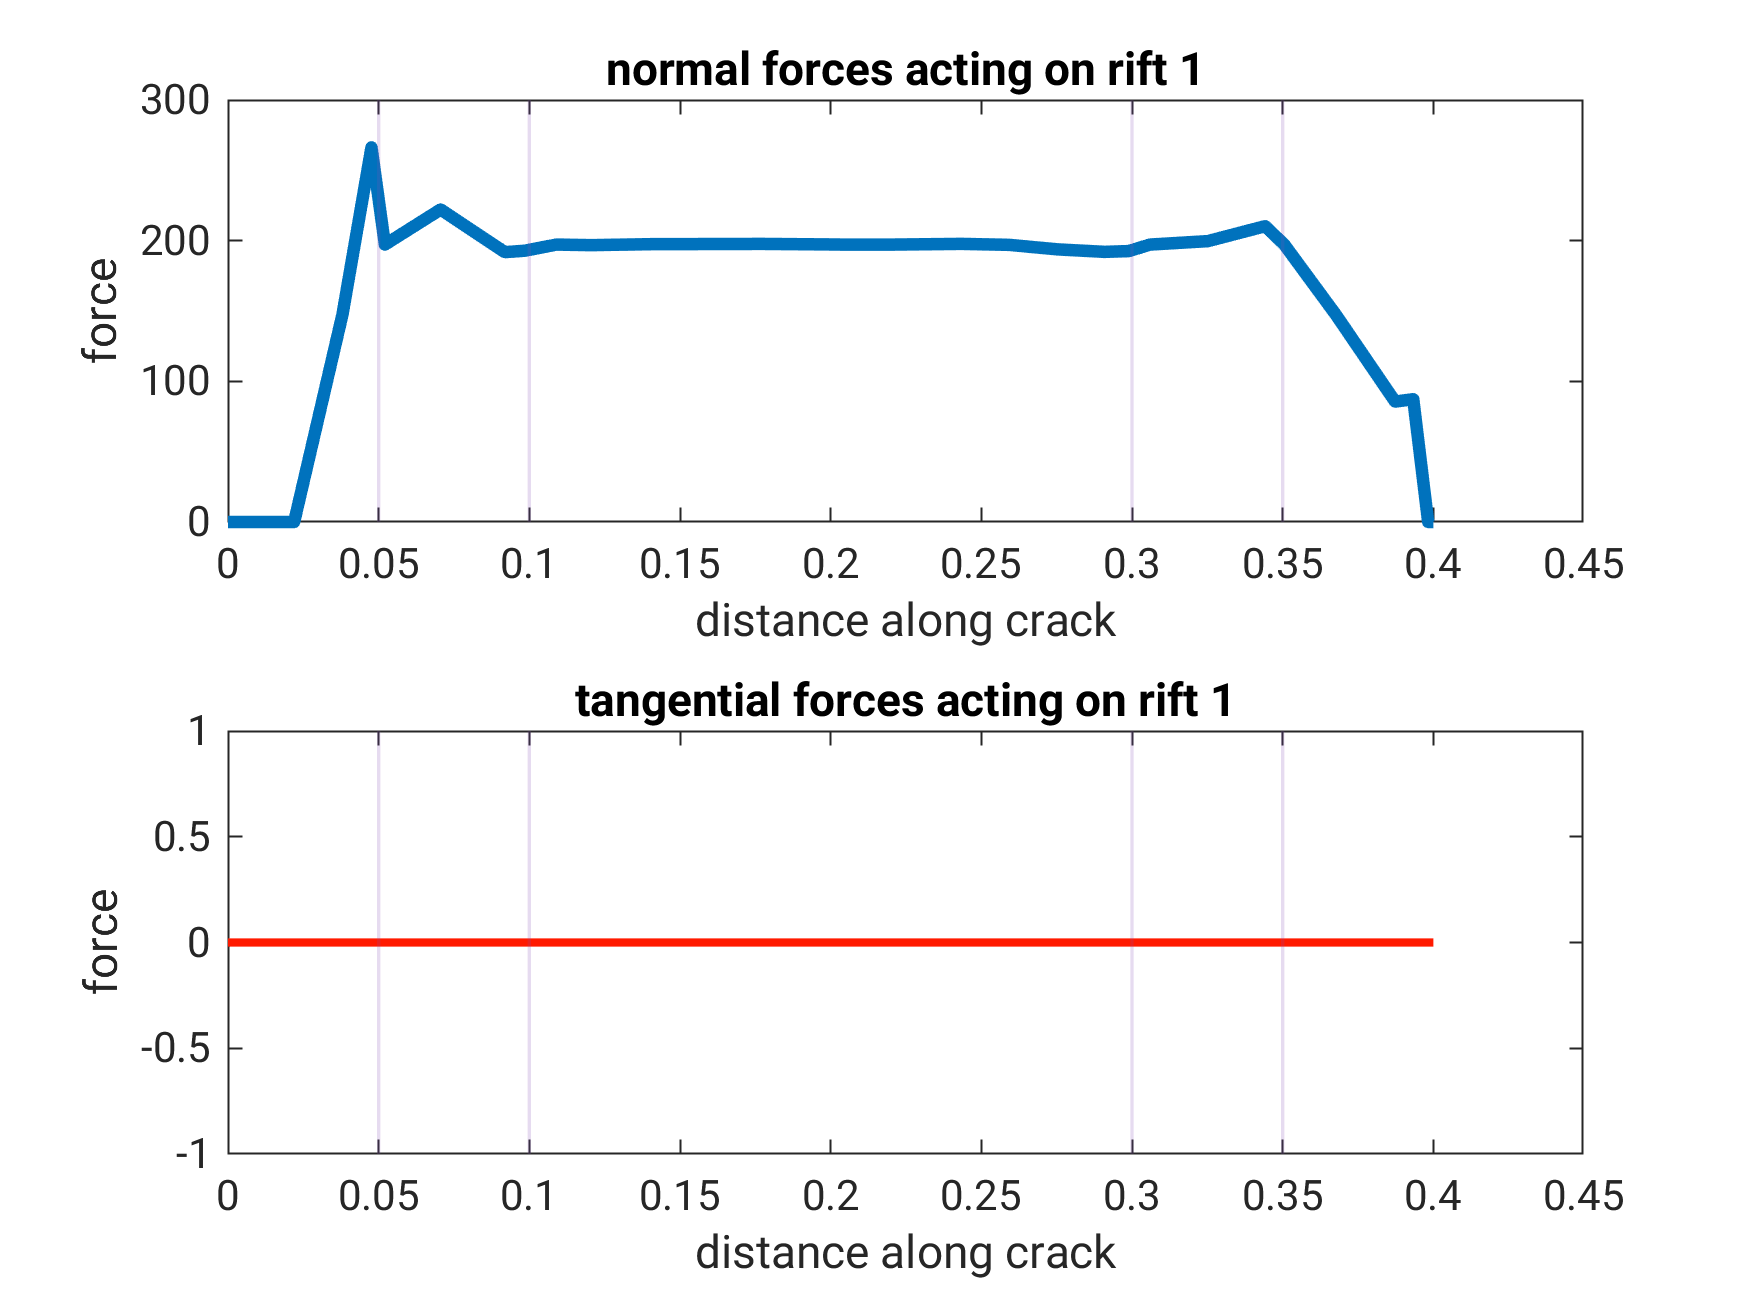 normal forces acting on rift 1
300
200
100
0
force
0 0.05 0.1 0.15 0.2 0.25 0.3 0.35 0.4 0.45
distance along crack
tangential forces acting on rift 1
1
0.5
0
-0.5
-1
force
0 0.05 0.1 0.15 0.2 0.25 0.3 0.35 0.4 0.45
distance along crack